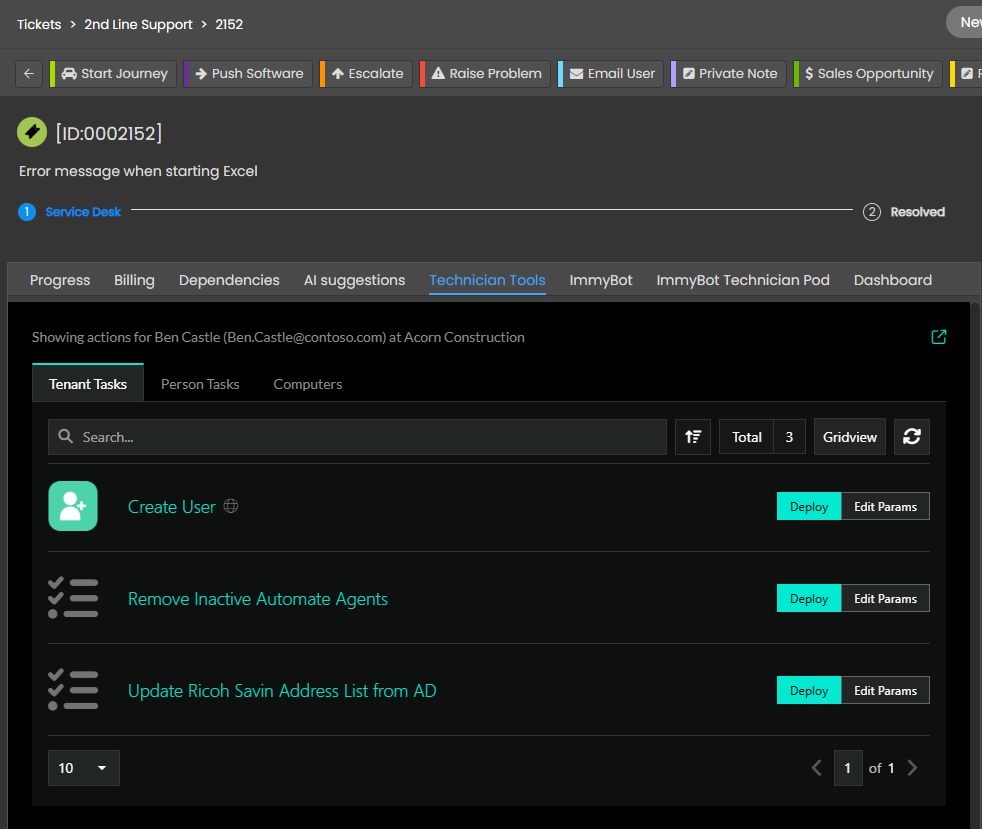 Tickets > 2nd Line Support > 2152
New
Start Journey Push Software Escalate Raise Problem Email User Private Note $ Sales Opportunity
[ID:0002152]
Error message when starting Excel
1 Service Desk 2 Resolved
Progress Billing Dependencies AI suggestions Technician Tools ImmyBot ImmyBot Technician Pod Dashboard
Showing actions for Ben Castle (Ben.Castle@contoso.com) at Acorn Construction
Tenant Tasks Person Tasks Computers
Search... Total 3 Gridview
Create User Deploy Edit Params
Remove Inactive Automate Agents Deploy Edit Params
Update Ricoh Savin Address List from AD Deploy Edit Params
10 1 of 1